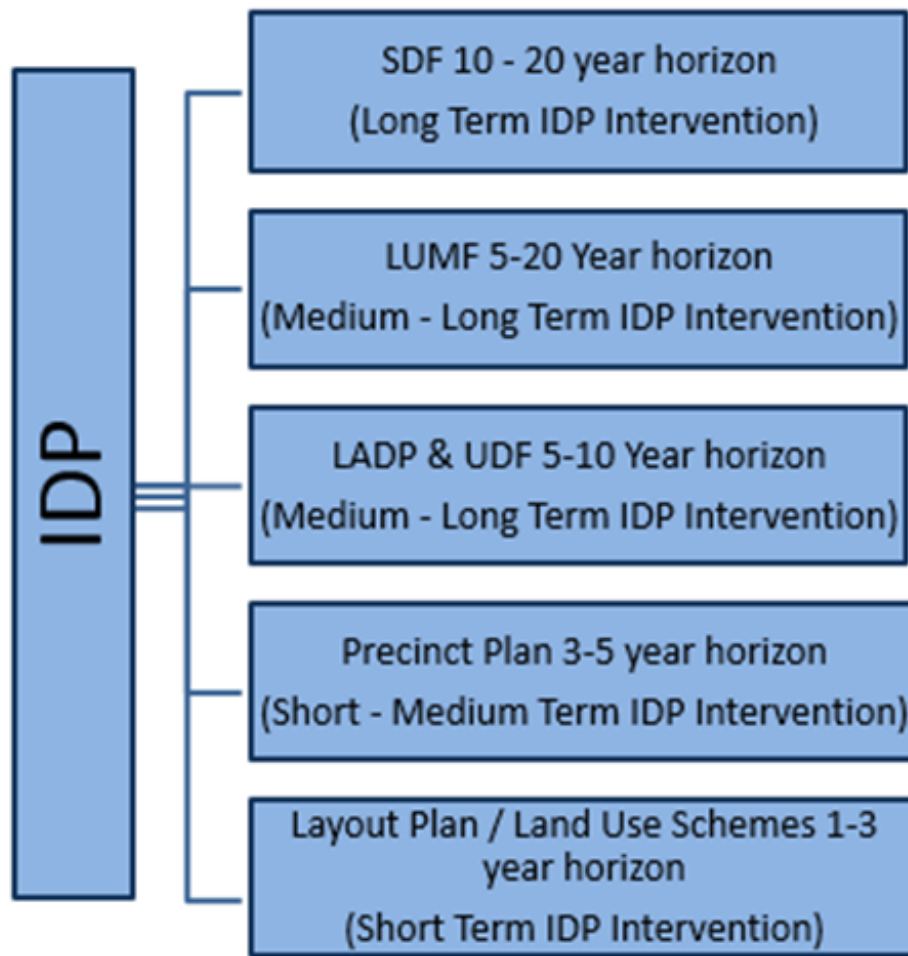 IDP
SDF 10 - 20 year horizon
(Long Term IDP Intervention)
LUMF 5-20 Year horizon
(Medium - Long Term IDP Intervention)
LADP & UDF 5-10 Year horizon
(Medium - Long Term IDP Intervention)
Precinct Plan 3-5 year horizon
(Short - Medium Term IDP Intervention)
Layout Plan / Land Use Schemes 1-3
year horizon
(Short Term IDP Intervention)